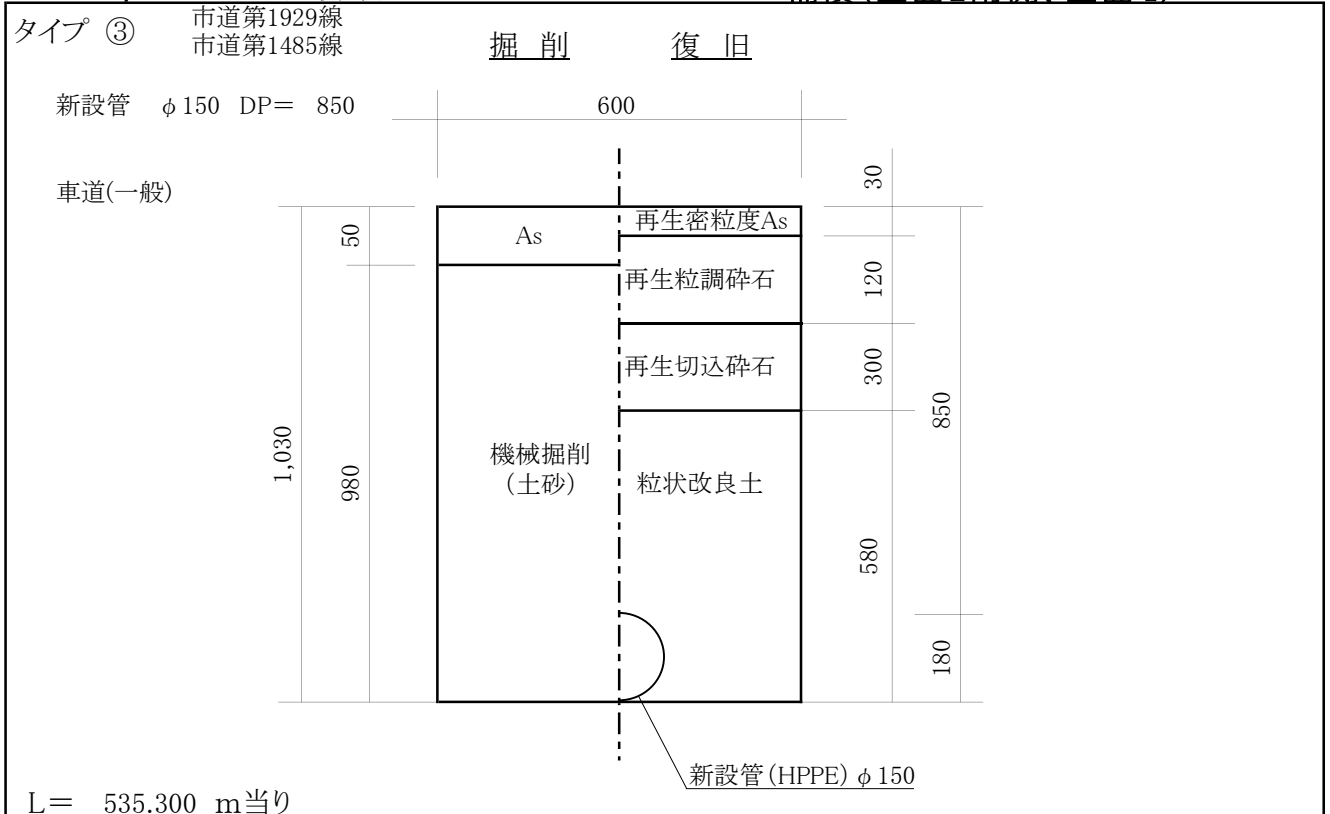 タイプ ③
市道第1929線
市道第1485線
掘 削 復 旧
新設管 φ150 DP= 850
600
車道(一般)
30
50
As
再生密粒度As
再生粒調砕石
120
再生切込砕石
300
850
1,030
980
機械掘削
(土砂)
粒状改良土
580
180
新設管(HPPE)φ150
L= 535.300 m当り